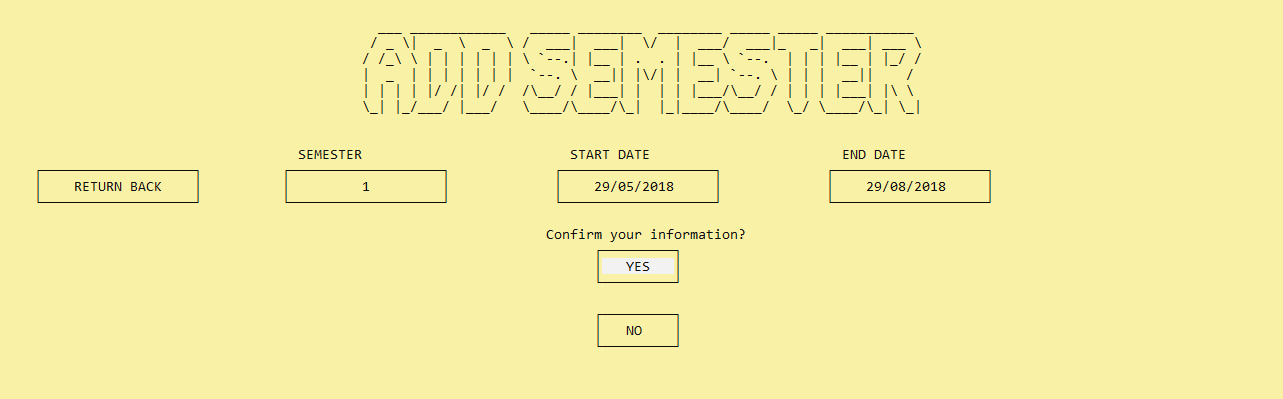 ADD SEMESTER
SEMESTER START DATE END DATE
RETURN BACK 1 29/05/2018 29/08/2018
Confirm your information?
YES
NO